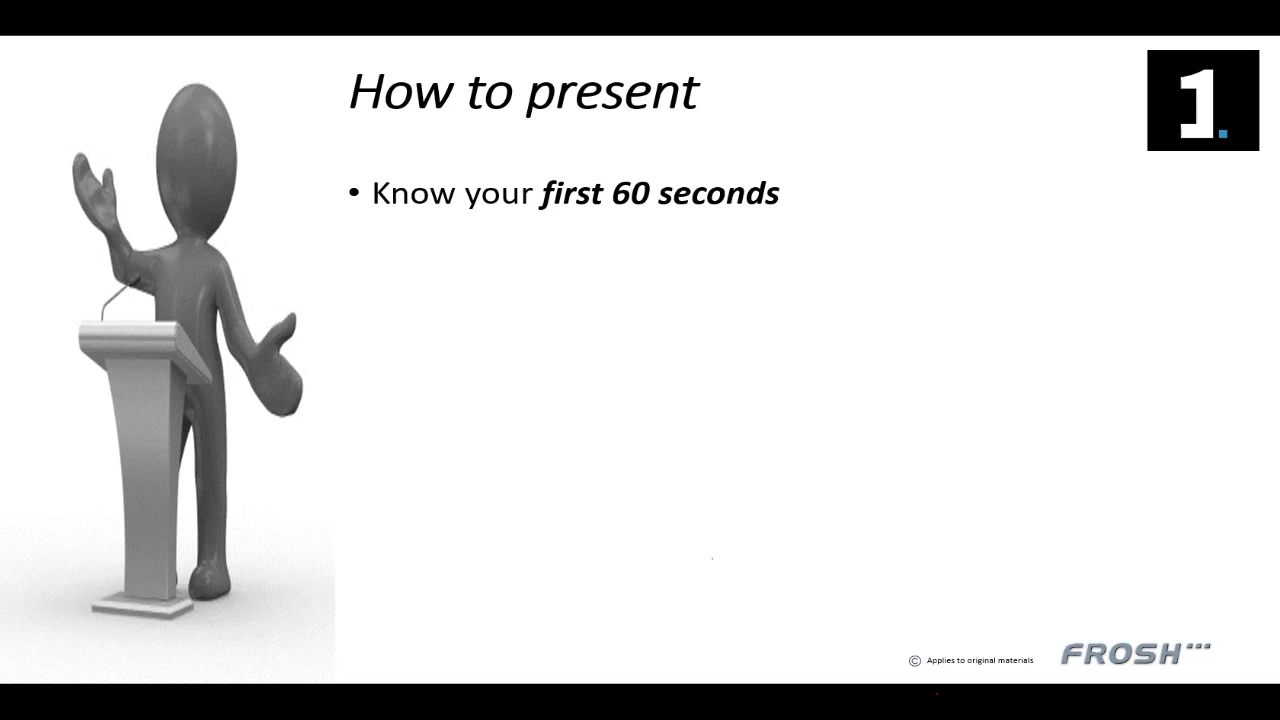 How to present
1.
• Know your first 60 seconds
© Applies to original materials
FROSH